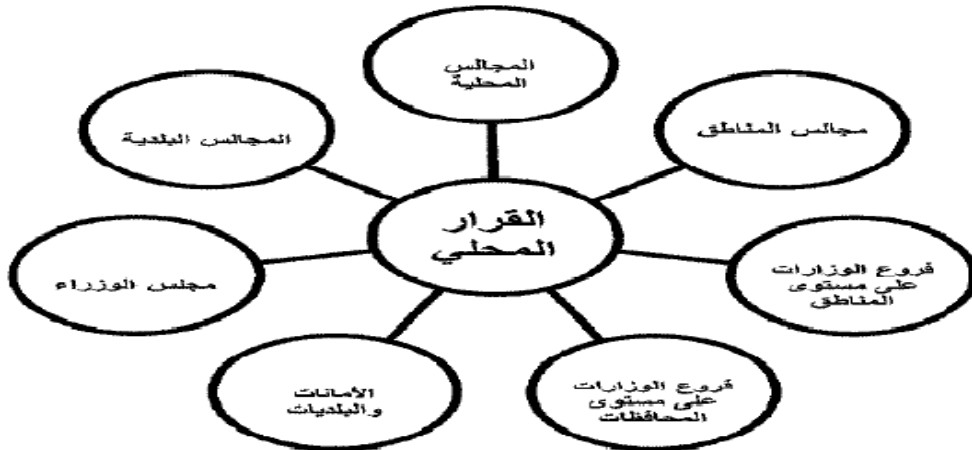 المجالس
المحلية
مجالس المناطق
المجالس البلدية
القرار
المحلي
فروع الوزارات
على مستوى
المناطق
مجلس الوزراء
فروع الوزارات
على مستوى
المحافظات
الأمانات
والبلديات